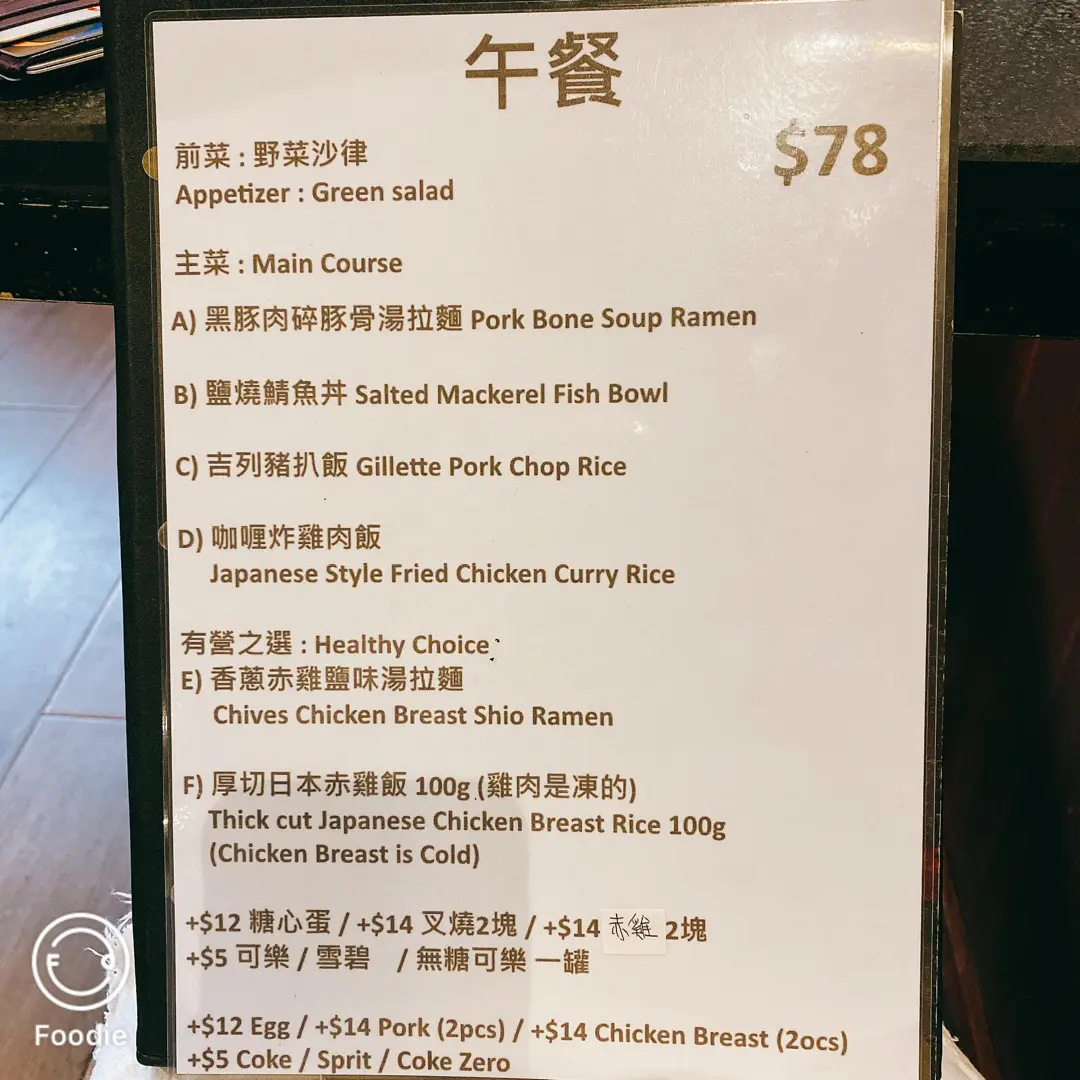 午餐
$78
前菜 : 野菜沙律
Appetizer : Green salad
主菜 : Main Course
A) 黑豚肉碎豚骨湯拉麵 Pork Bone Soup Ramen
B) 鹽燒鯖魚丼 Salted Mackerel Fish Bowl
C) 吉列豬扒飯 Gillette Pork Chop Rice
D) 咖喱炸雞肉飯
Japanese Style Fried Chicken Curry Rice
有營之選 : Healthy Choice
E) 香蔥赤雞鹽味湯拉麵
Chives Chicken Breast Shio Ramen
F) 厚切日本赤雞飯 100g (雞肉是凍的)
Thick cut Japanese Chicken Breast Rice 100g
(Chicken Breast is Cold)
+$12 糖心蛋 / +$14 叉燒2塊 / +$14 赤雞 2塊
+$5 可樂 / 雪碧 / 無糖可樂 一罐
+$12 Egg / +$14 Pork (2pcs) / +$14 Chicken Breast (2ocs)
+$5 Coke / Sprit / Coke Zero
Foodie